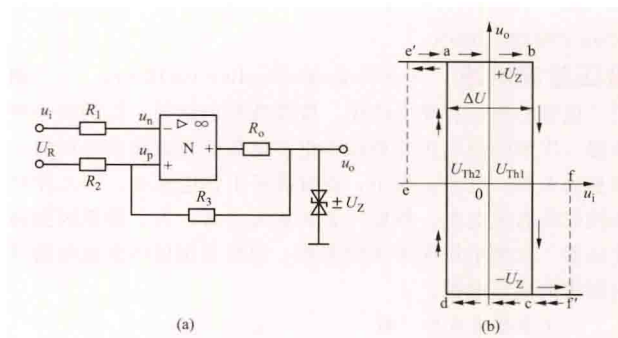 u_i
R_1
u_n
−
▷ ∞
N
+
R_o
u_o
U_R
R_2
u_p
+
R_3
± U_Z
(a)
u_o
e′
a
b
+U_Z
ΔU
U_Th2
U_Th1
e
0
f
u_i
−U_Z
d
c
f″
(b)